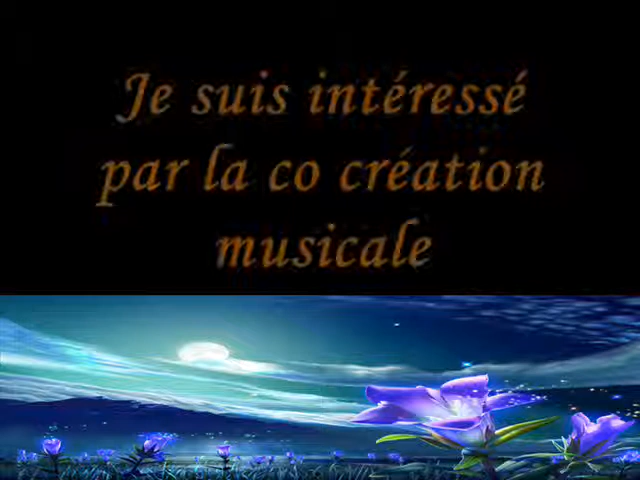 Je suis intéressé
par la co création
musicale